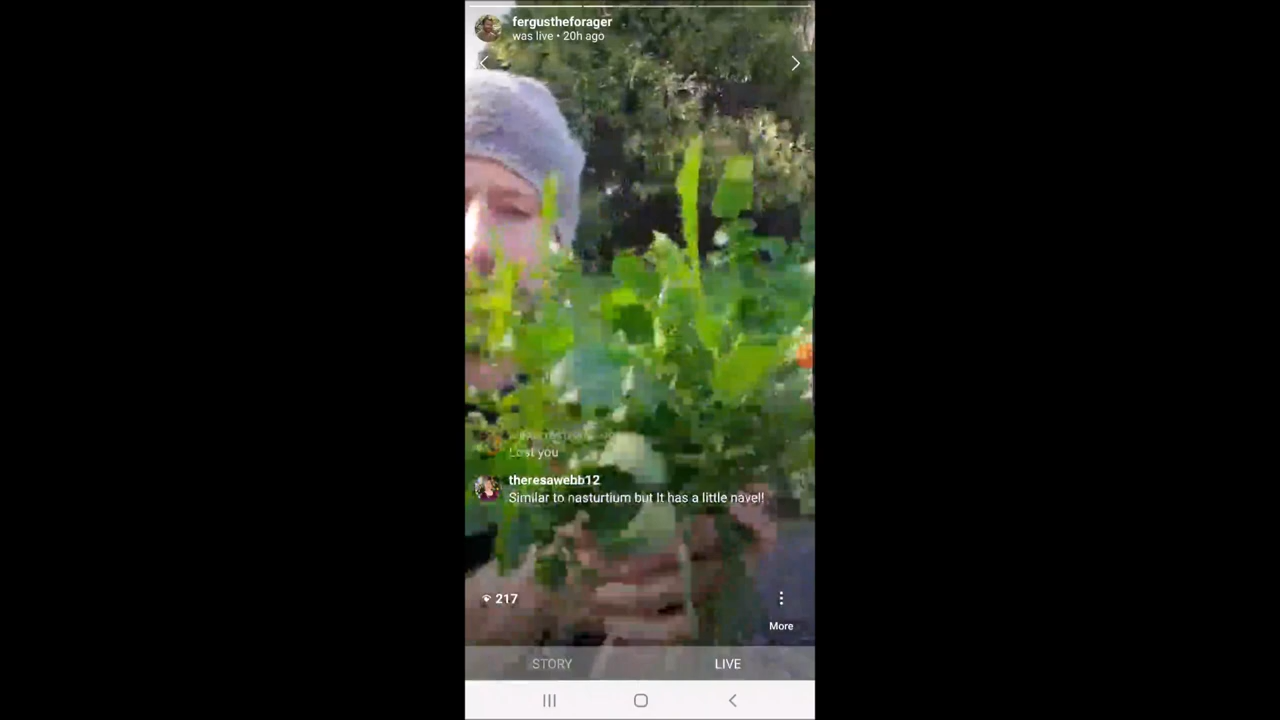 fergustheforager
was live • 20h ago
Lost you
theresawebb12
Similar to nasturtium but It has a little navel!
217
More
STORY
LIVE